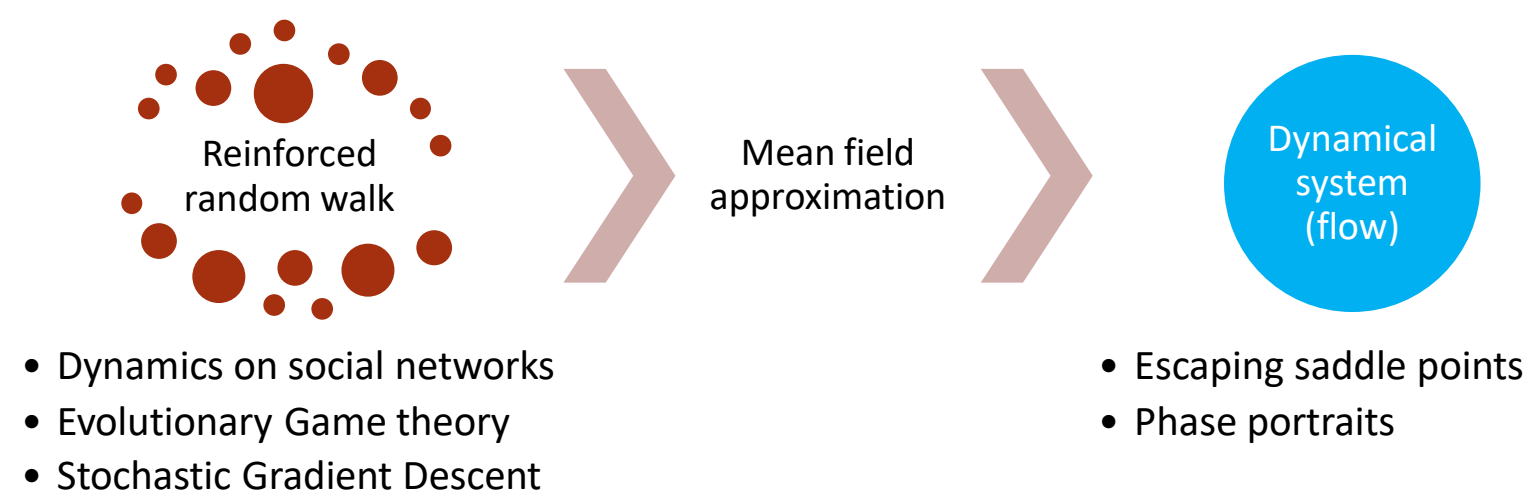 Reinforced
random walk
Mean field
approximation
Dynamical
system
(flow)
• Dynamics on social networks
• Evolutionary Game theory
• Stochastic Gradient Descent
• Escaping saddle points
• Phase portraits